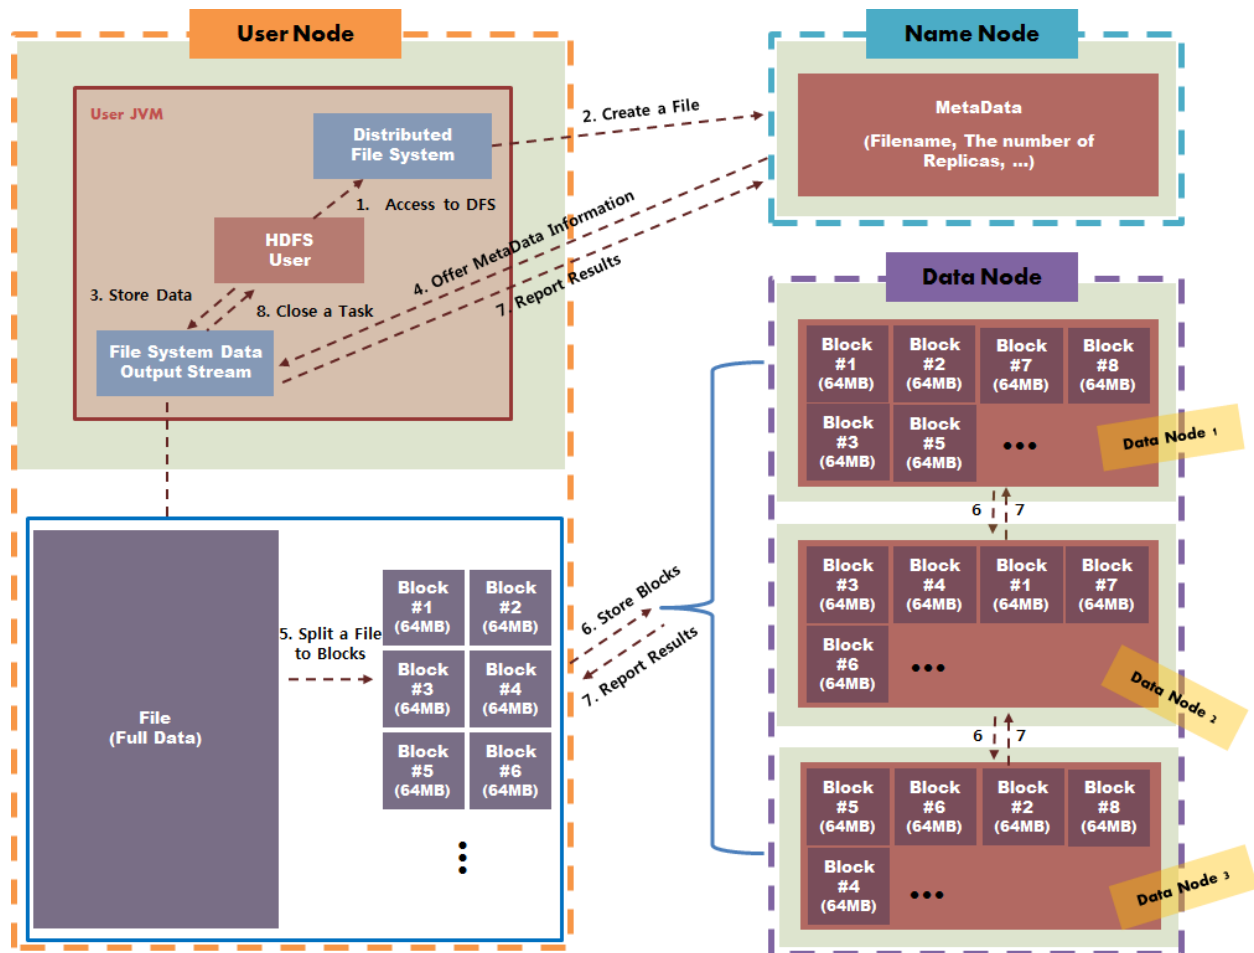 User Node
User JVM
Distributed
File System
1. Access to DFS
HDFS
User
3. Store Data
8. Close a Task
File System Data
Output Stream
2. Create a File
4. Offer MetaData Information
7. Report Results
Name Node
MetaData
(Filename, The number of
Replicas, ...)
File
(Full Data)
5. Split a File
to Blocks
Block
#1
(64MB)
Block
#2
(64MB)
Block
#3
(64MB)
Block
#4
(64MB)
Block
#5
(64MB)
Block
#6
(64MB)
6. Store Blocks
7. Report Results
Data Node
Block
#1
(64MB)
Block
#2
(64MB)
Block
#7
(64MB)
Block
#8
(64MB)
Block
#3
(64MB)
Block
#5
(64MB)
Data Node 1
6
7
Block
#3
(64MB)
Block
#4
(64MB)
Block
#1
(64MB)
Block
#7
(64MB)
Block
#6
(64MB)
Data Node 2
6
7
Block
#5
(64MB)
Block
#6
(64MB)
Block
#2
(64MB)
Block
#8
(64MB)
Block
#4
(64MB)
Data Node 3